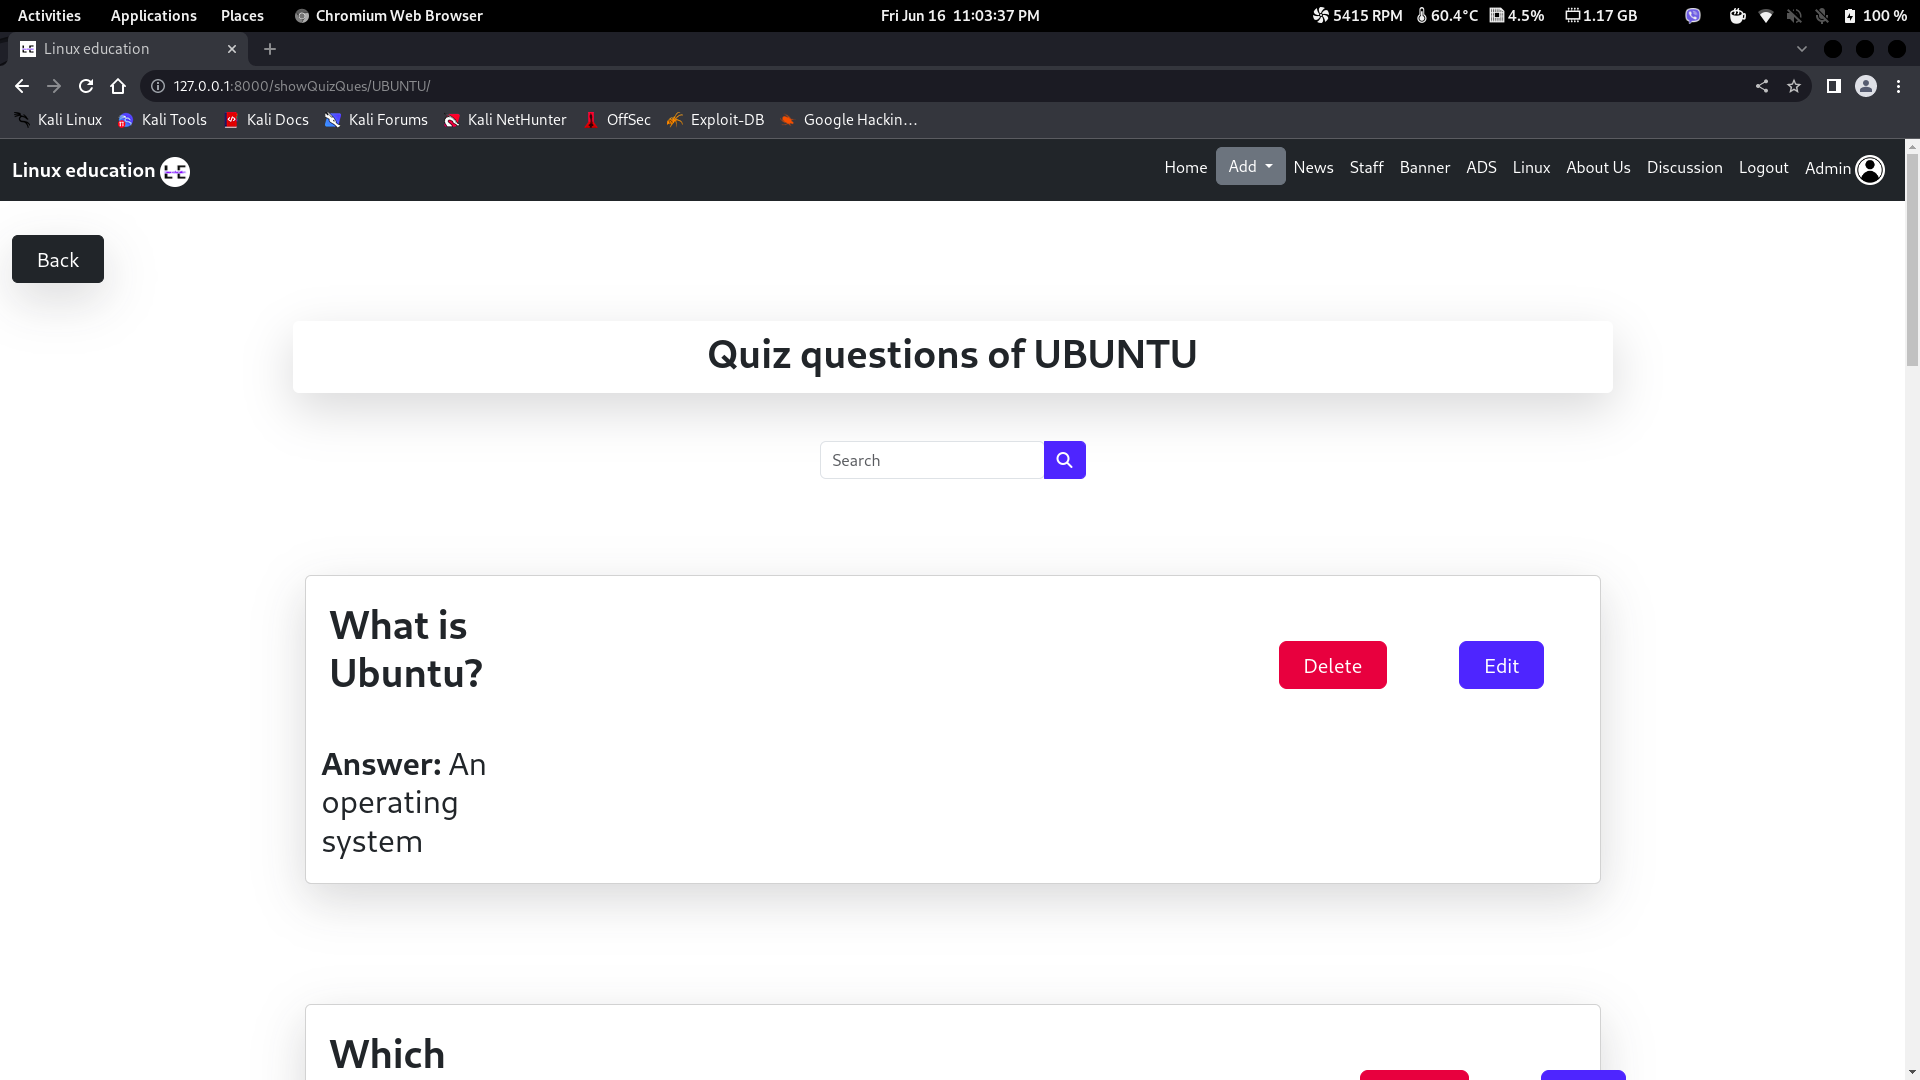 Activities Applications Places Chromium Web Browser Fri Jun 16 11:03:37 PM 5415 RPM 60.4°C 4.5% 1.17 GB 100 %
Linux education
127.0.0.1:8000/showQuizQues/UBUNTU/
Kali Linux Kali Tools Kali Docs Kali Forums Kali NetHunter OffSec Exploit-DB Google Hackin…
Linux education LE Home Add News Staff Banner ADS Linux About Us Discussion Logout Admin
Back
Quiz questions of UBUNTU
Search
What is
Ubuntu?
Delete Edit
Answer: An
operating
system
Which